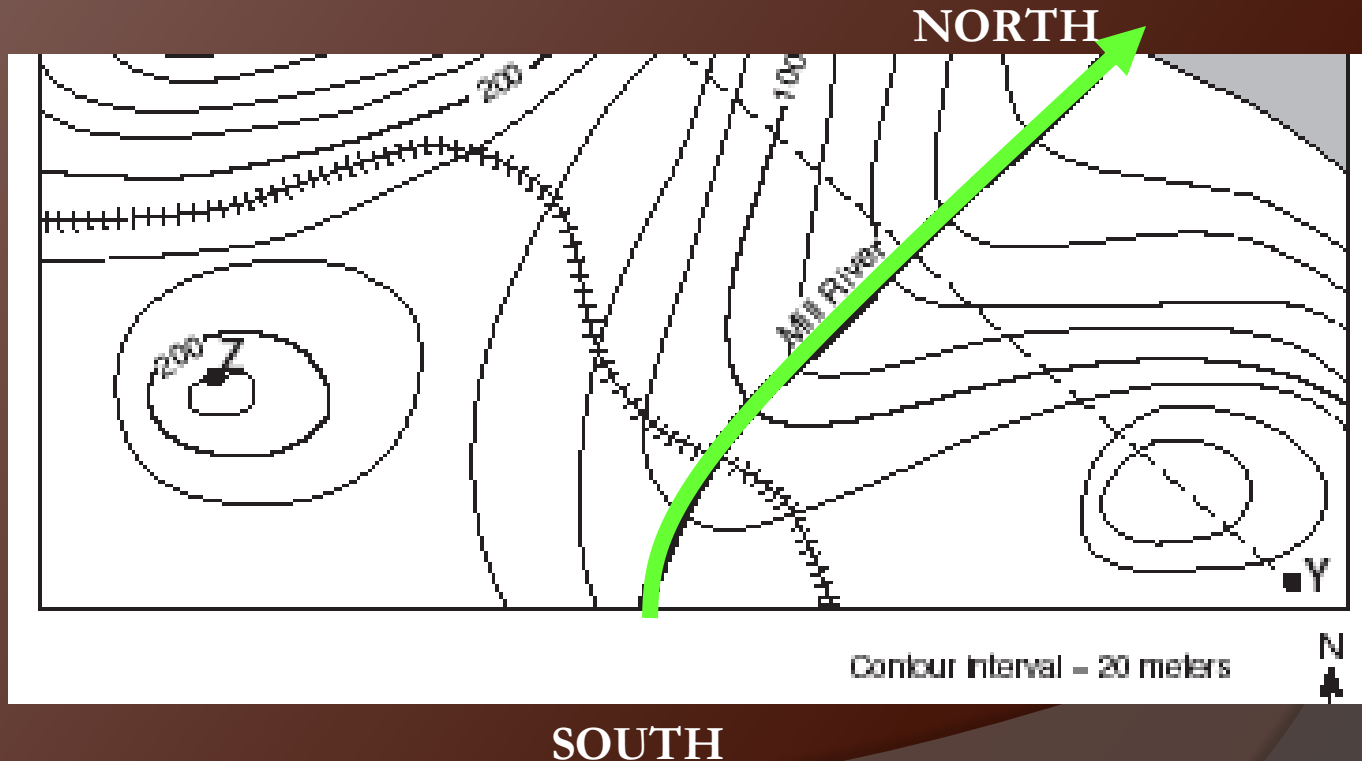 NORTH
200
100
Mill River
200
Z
Y
N
Contour Interval = 20 meters
SOUTH